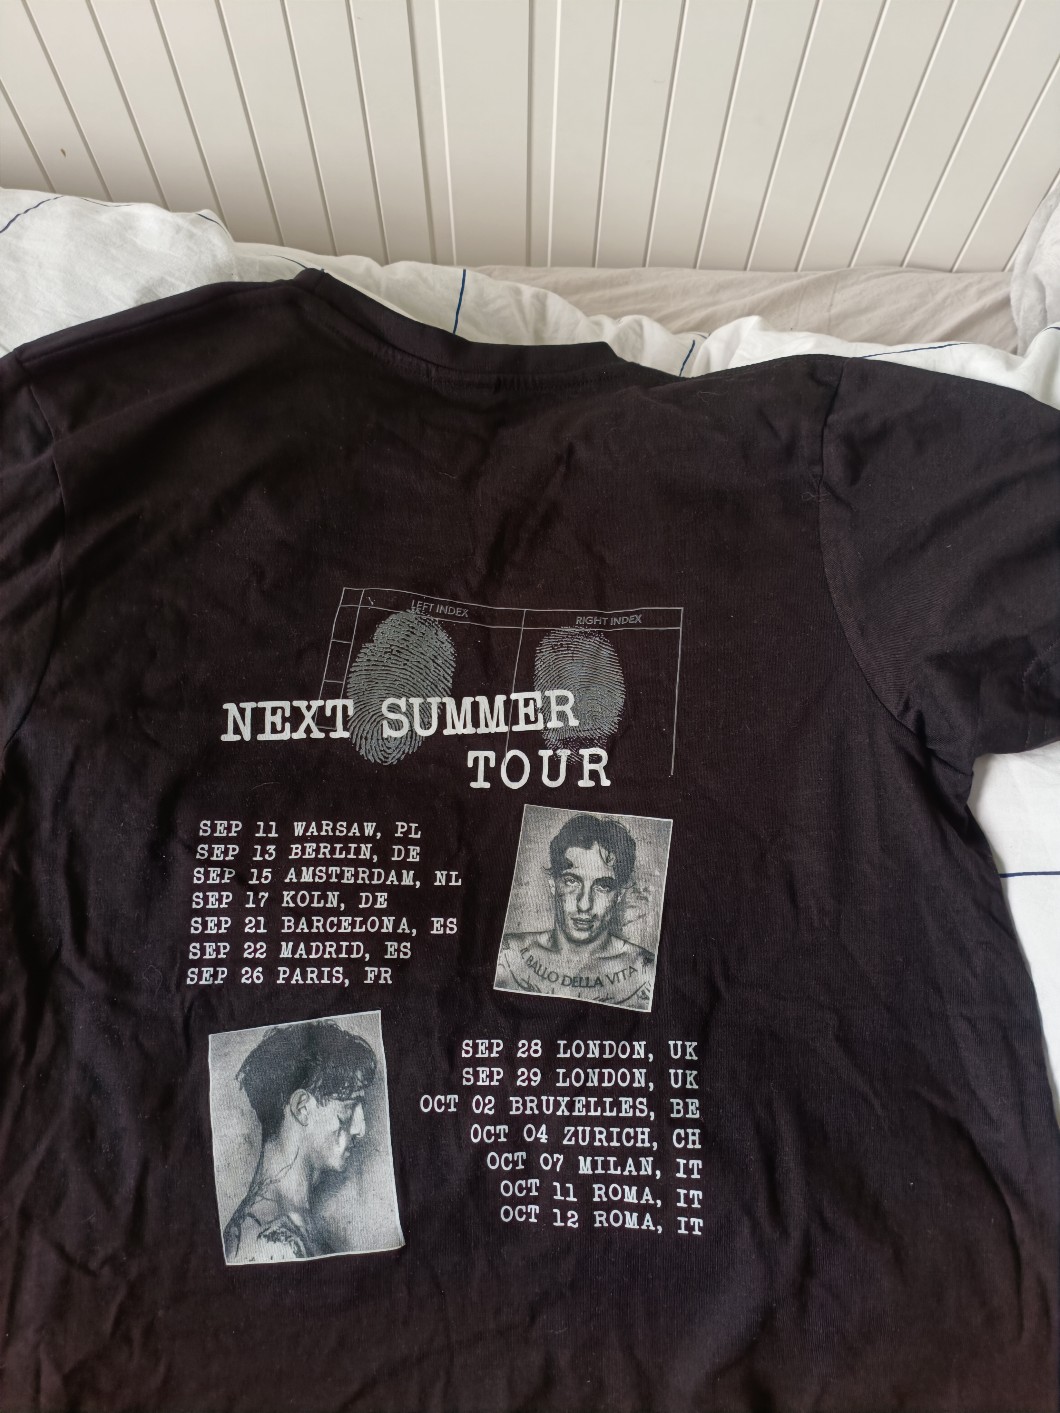 LEFT INDEX
RIGHT INDEX
NEXT SUMMER
TOUR
SEP 11 WARSAW, PL
SEP 13 BERLIN, DE
SEP 15 AMSTERDAM, NL
SEP 17 KOLN, DE
SEP 21 BARCELONA, ES
SEP 22 MADRID, ES
SEP 26 PARIS, FR
IL BALLO DELLA VITA
SEP 28 LONDON, UK
SEP 29 LONDON, UK
OCT 02 BRUXELLES, BE
OCT 04 ZURICH, CH
OCT 07 MILAN, IT
OCT 11 ROMA, IT
OCT 12 ROMA, IT